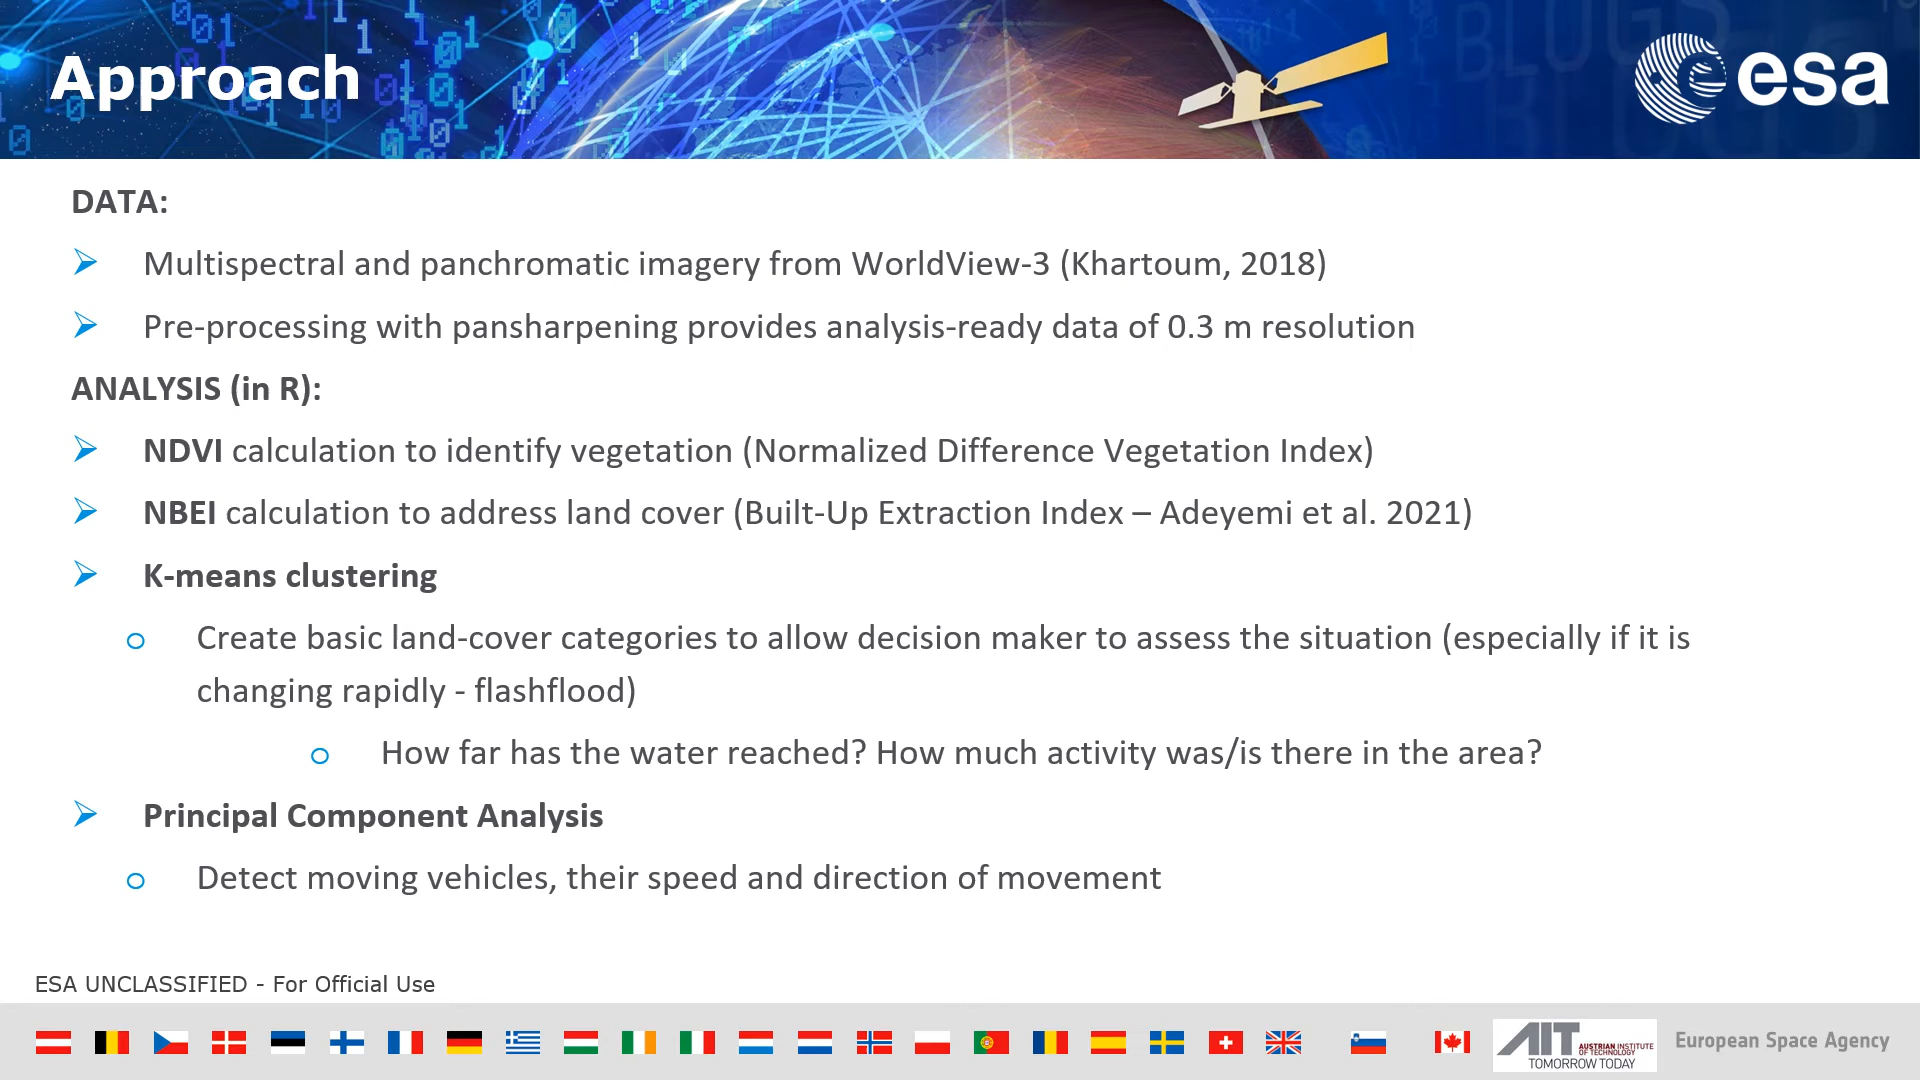 Approach
esa
DATA:
Multispectral and panchromatic imagery from WorldView-3 (Khartoum, 2018)
Pre-processing with pansharpening provides analysis-ready data of 0.3 m resolution
ANALYSIS (in R):
NDVI calculation to identify vegetation (Normalized Difference Vegetation Index)
NBEI calculation to address land cover (Built-Up Extraction Index – Adeyemi et al. 2021)
K-means clustering
Create basic land-cover categories to allow decision maker to assess the situation (especially if it is
changing rapidly - flashflood)
How far has the water reached? How much activity was/is there in the area?
Principal Component Analysis
Detect moving vehicles, their speed and direction of movement
ESA UNCLASSIFIED - For Official Use
AIT
AUSTRIAN INSTITUTE
OF TECHNOLOGY
TOMORROW TODAY
European Space Agency